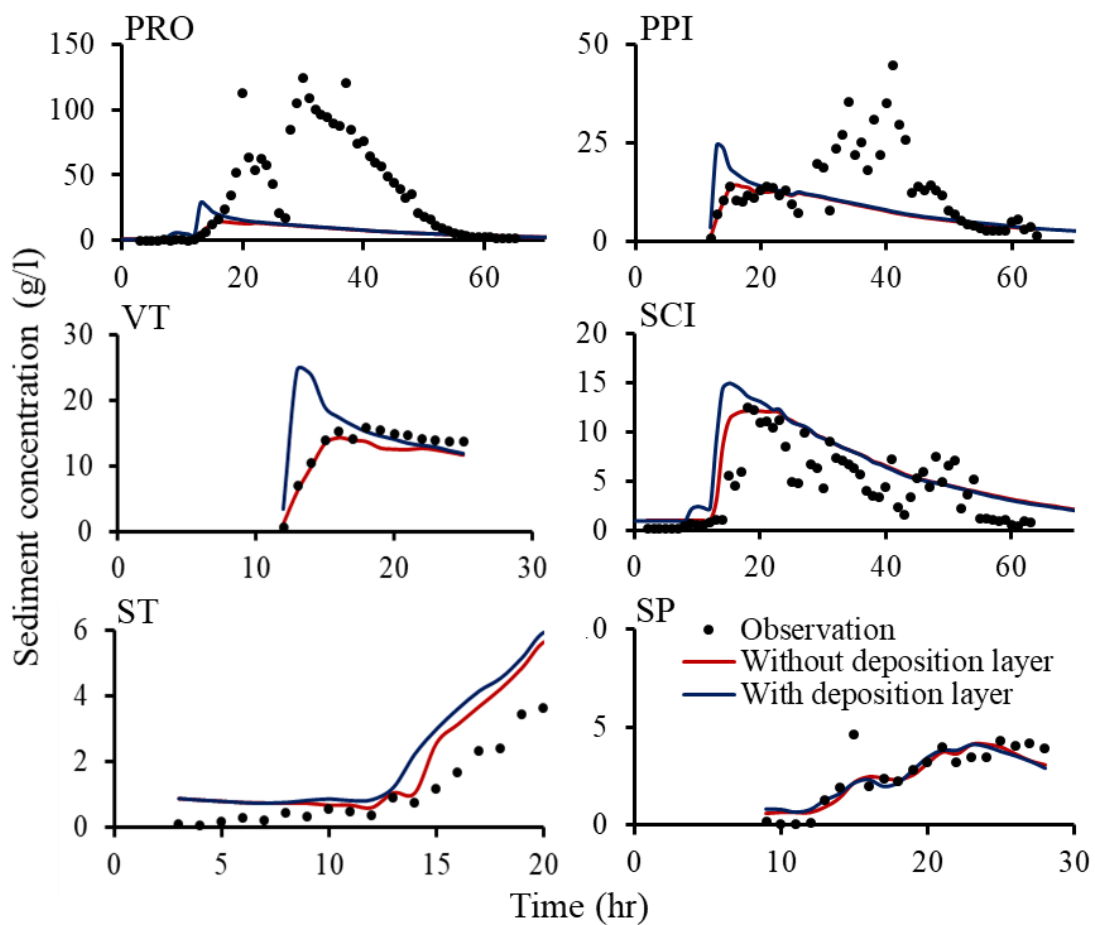 PRO
150
100
50
0
0 20 40 60
PPI
50
25
0
0 20 40 60
VT
30
20
10
0
0 10 20 30
SCI
20
15
10
5
0
0 20 40 60
ST
6
4
2
0
0 5 10 15 20
SP
0
5
0
0 10 20 30
Observation
Without deposition layer
With deposition layer
Sediment concentration (g/l)
Time (hr)